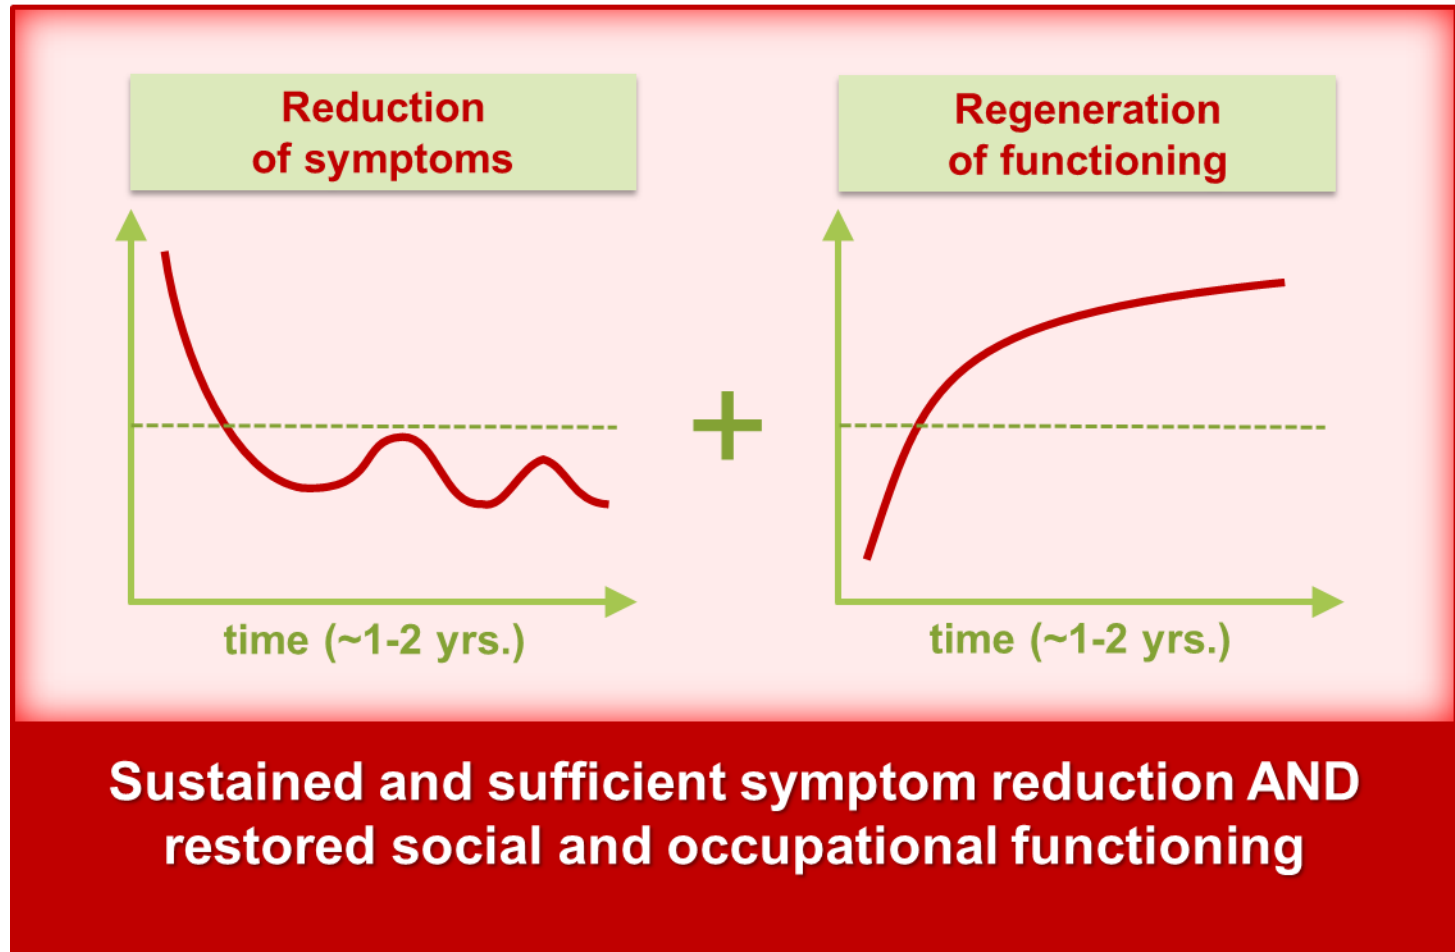 Reduction
of symptoms
Regeneration
of functioning
+
time (~1-2 yrs.)
time (~1-2 yrs.)
Sustained and sufficient symptom reduction AND
restored social and occupational functioning